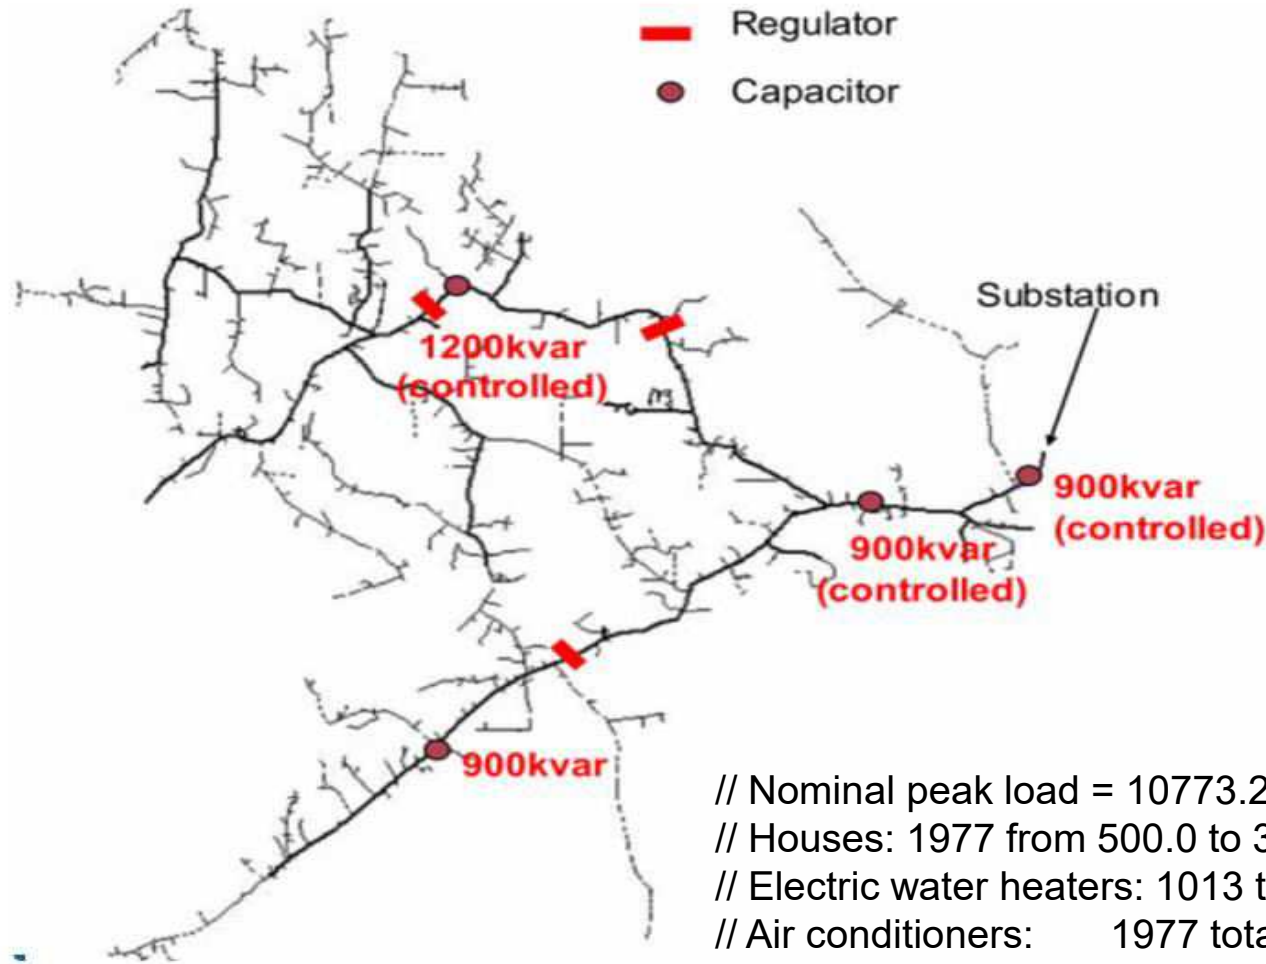 Regulator
Capacitor
Substation
1200kvar
(controlled)
900kvar
(controlled)
900kvar
(controlled)
900kvar
// Nominal peak load = 10773.2
// Houses: 1977 from 500.0 to 3
// Electric water heaters: 1013 t
// Air conditioners: 1977 tota